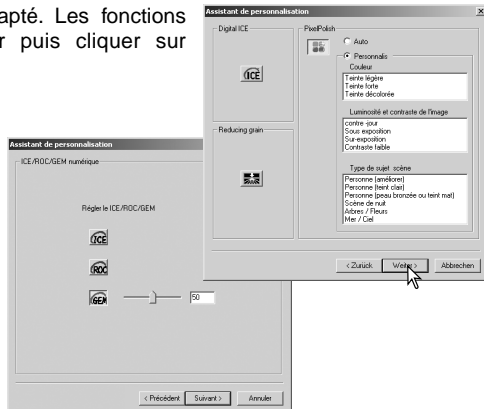 apté. Les fonctions
r puis cliquer sur
Assistant de personnalisation
Digital ICE
ICE
Reducing grain
PixelPolish
Auto
Personnalis
Couleur
Teinte légère
Teinte forte
Teinte décolorée
Luminosité et contraste de l'image
contre -jour
Sous exposition
Sur-exposition
Contraste faible
Type de sujet scène
Personne (améliorer)
Personne (teint clair)
Personne (peau bronzée ou teint mat)
Scène de nuit
Arbres / Fleurs
Mer / Ciel
< Zurück
Weiter >
Abbrechen
Assistant de personnalisation
ICE/ROC/GEM numérique
Régler le ICE/ROC/GEM
ICE
ROC
GEM
50
< Précédent
Suivant >
Annuler